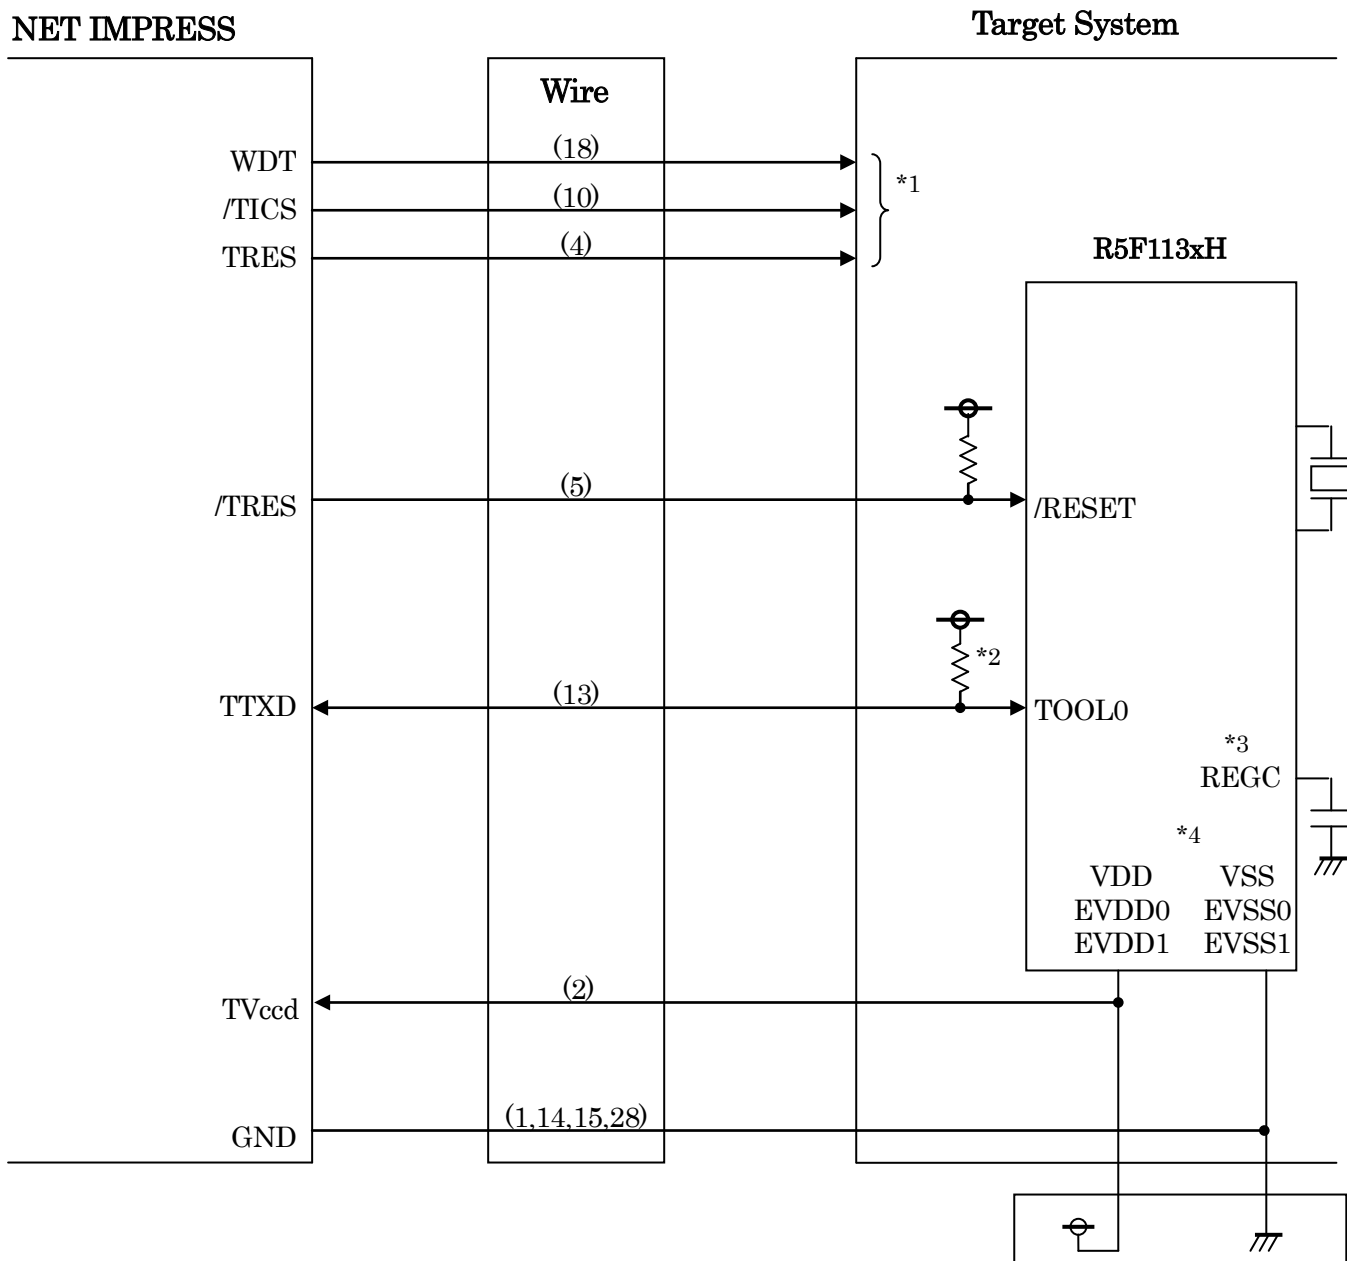 NET IMPRESS
Target System
Wire
WDT
(18)
*1
/TICS
(10)
TRES
(4)
R5F113xH
/TRES
(5)
/RESET
*2
TTXD
(13)
TOOL0
*3
REGC
*4
VDD
VSS
EVDD0
EVSS0
EVDD1
EVSS1
TVccd
(2)
GND
(1,14,15,28)